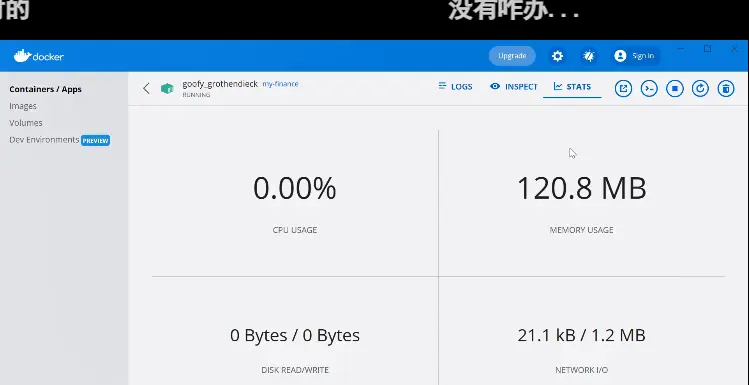 的
没有咋办...
docker
Upgrade
Sign in
Containers / Apps
Images
Volumes
Dev Environments PREVIEW
goofy_grothendieck my-finance
RUNNING
LOGS
INSPECT
STATS
0.00%
CPU USAGE
120.8 MB
MEMORY USAGE
0 Bytes / 0 Bytes
DISK READ/WRITE
21.1 kB / 1.2 MB
NETWORK I/O